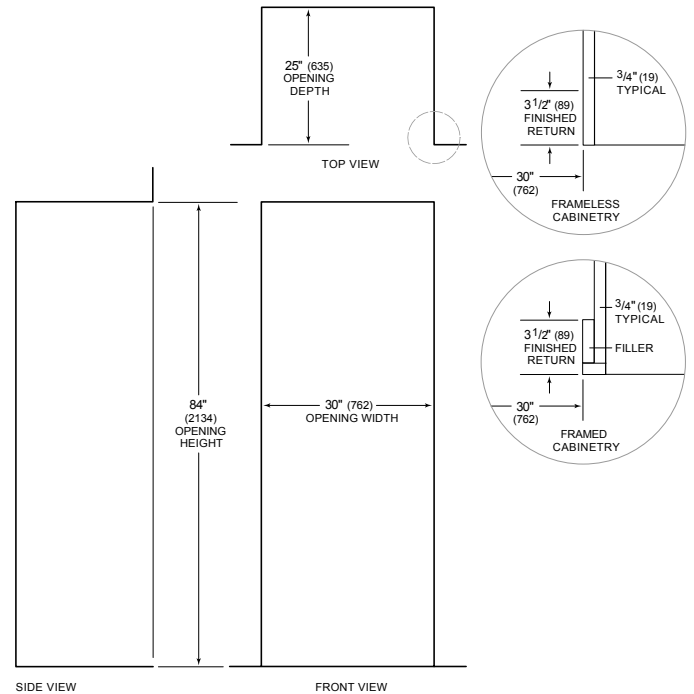 25" (635)
OPENING
DEPTH
TOP VIEW
3/4" (19)
TYPICAL
3 1/2" (89)
FINISHED
RETURN
30"
(762)
FRAMELESS
CABINETRY
3/4" (19)
TYPICAL
3 1/2" (89)
FINISHED
RETURN
FILLER
30"
(762)
FRAMED
CABINETRY
84"
(2134)
OPENING
HEIGHT
30" (762)
OPENING WIDTH
SIDE VIEW
FRONT VIEW